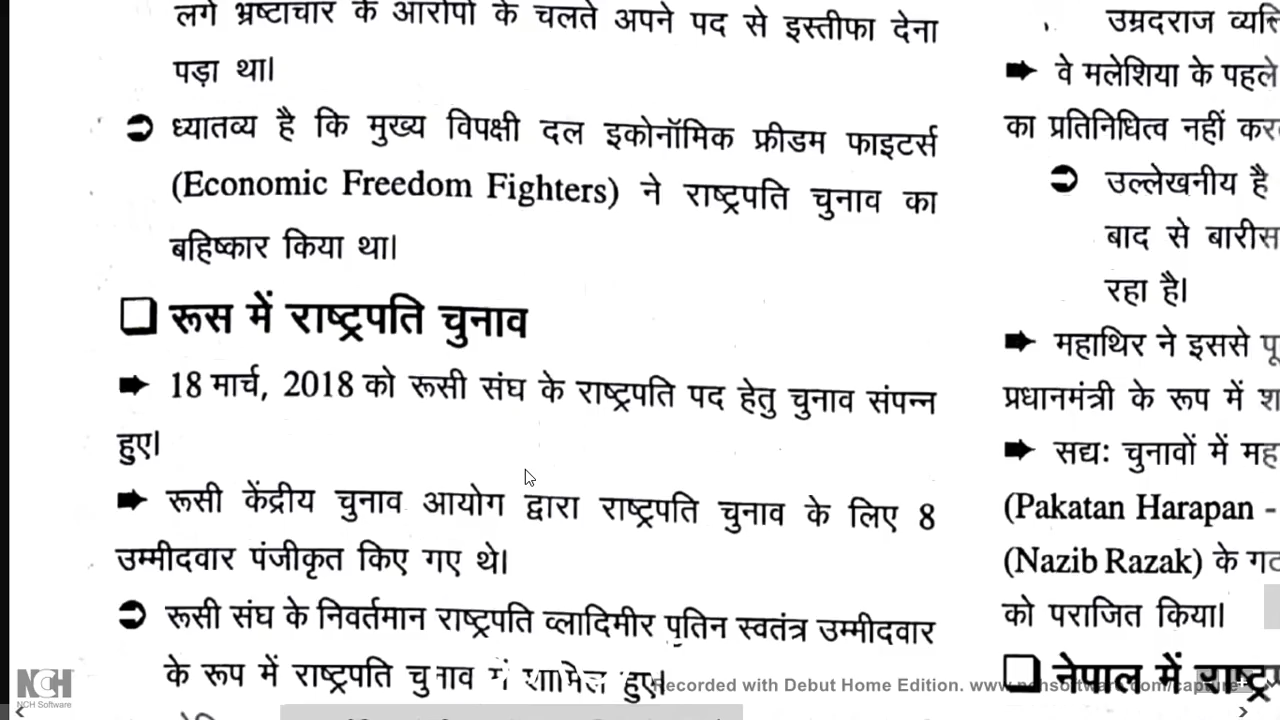 लगे भ्रष्टाचार के आरोपों के चलते अपने पद से इस्तीफा देना
पड़ा था।
➲ ध्यातव्य है कि मुख्य विपक्षी दल इकोनॉमिक फ्रीडम फाइटर्स
(Economic Freedom Fighters) ने राष्ट्रपति चुनाव का
बहिष्कार किया था।
❑ रूस में राष्ट्रपति चुनाव
➨ 18 मार्च, 2018 को रूसी संघ के राष्ट्रपति पद हेतु चुनाव संपन्न
हुए।
➨ रूसी केंद्रीय चुनाव आयोग द्वारा राष्ट्रपति चुनाव के लिए 8
उम्मीदवार पंजीकृत किए गए थे।
➲ रूसी संघ के निवर्तमान राष्ट्रपति व्लादिमीर पुतिन स्वतंत्र उम्मीदवार
के रूप में राष्ट्रपति चुनाव में शामिल हुए।
उम्रदराज
➨ वे मलेशिया के पहले
का प्रतिनिधित्व नहीं
➲ उल्लेखनीय है
बाद से
रहा है।
➨ महाथिर ने इससे
प्रधानमंत्री के रूप में
➨ सद्यः चुनावों में
(Pakatan Harapan -
(Nazib Razak) के
को पराजित किया।
❑ नेपाल में
NCH
NCH Software
Recorded with Debut Home Edition. www.nchsoftware.com/capture